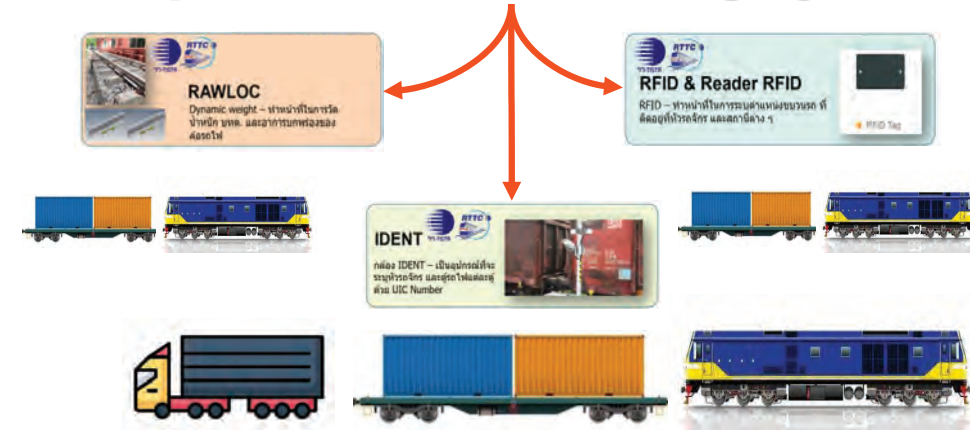 RTTC
RAWLOC
Dynamic weight – ทำหน้าที่ในการวัด
น้ำหนัก บทต. และอาการบกพร่องของ
ล้อรถไฟ
RTTC
RFID & Reader RFID
RFID – ทำหน้าที่ในการระบุตำแหน่งขบวนรถ ที่
ติดอยู่ที่หัวรถจักร และสถานีต่าง ๆ
RFID Tag
RTTC
IDENT
กล้อง IDENT – เป็นอุปกรณ์ที่จะ
ระบุหัวรถจักร และตู้รถไฟแต่ละตู้
ด้วย UIC Number